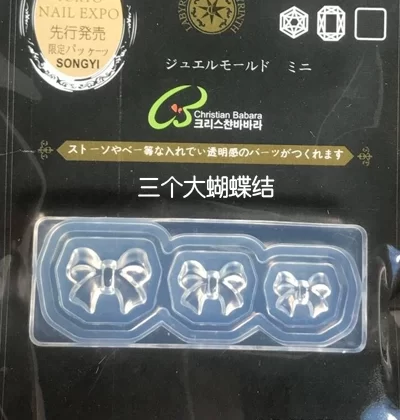 NAIL EXPO
先行発売
限定パッケージ
SONGYI
LABYRINTH
ジュエルモールド ミニ
Christian Babara
크리스챤바바라
ストーンやベー等な入れでい透明感のパーツがつくれます
三个大蝴蝶结